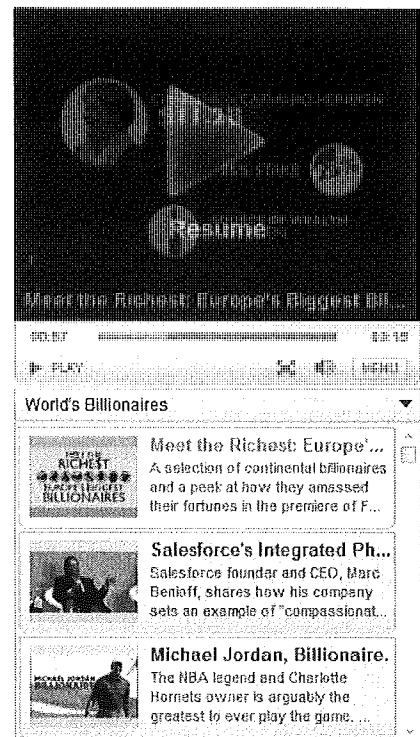 Resume
Meet the Richest: Europe's Biggest Bil...
00:57
03:19
PLAY
MENU
World's Billionaires
RICHEST
EUROPE'S BIGGEST
BILLIONAIRES
Meet the Richest: Europe'...
A selection of continental billionaires
and a peek at how they amassed
their fortunes in the premiere of F...
Salesforce's Integrated Ph...
Salesforce founder and CEO, Marc
Benioff, shares how his company
sets an example of "compassionat...
MICHAEL JORDAN
BILLIONAIRE
Michael Jordan, Billionaire.
The NBA legend and Charlotte
Hornets owner is arguably the
greatest to ever play the game. ...